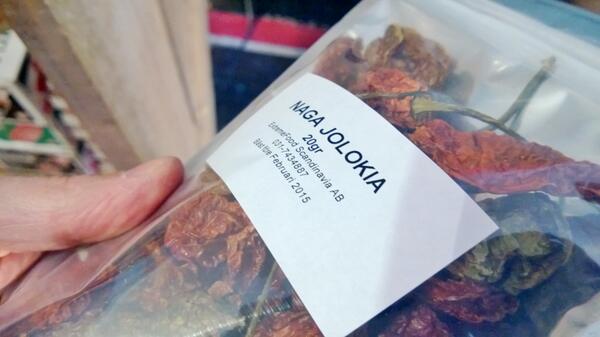 NAGA JOLOKIA
20gr
ExtremeFood Scandinavia AB
031-7434887
Bäst före Februari 2015